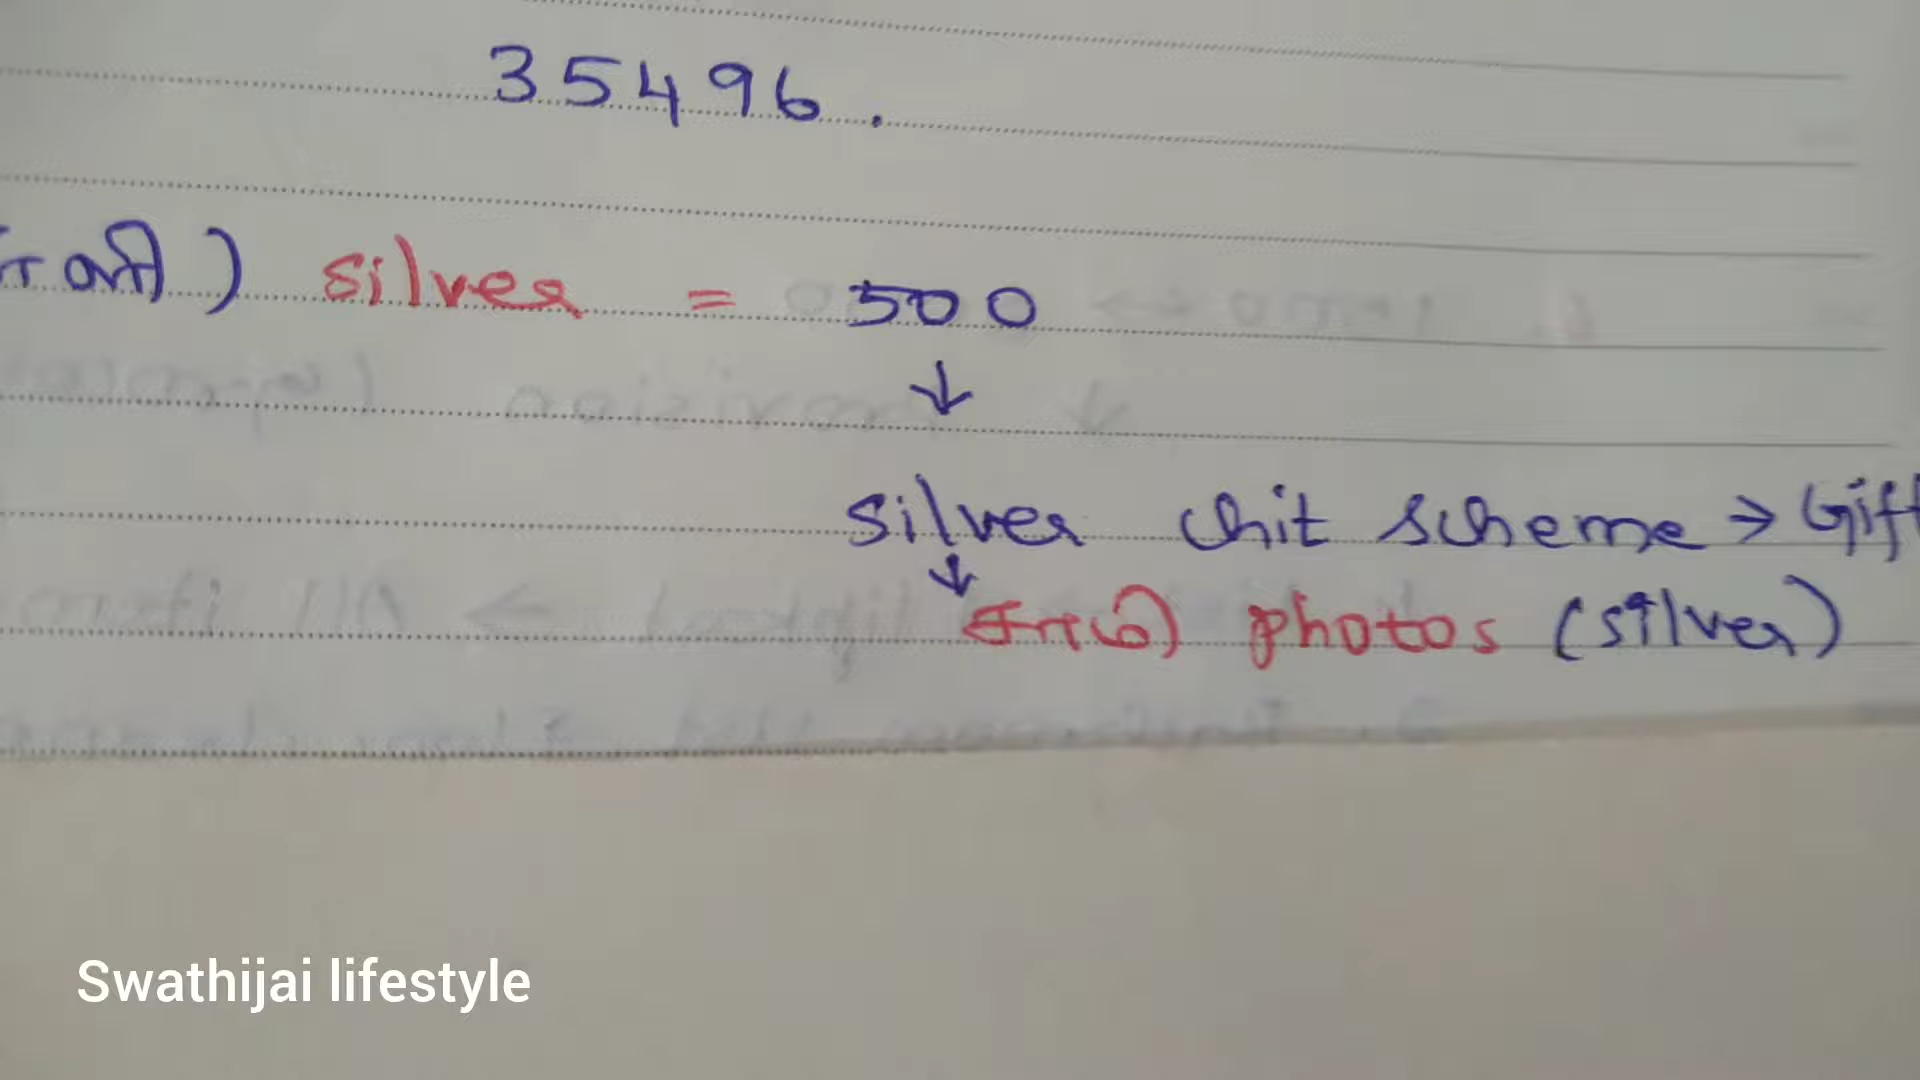 35496.
) silver = 500
↓
silver chit scheme → Gift
↓
சாமி photos (silver)
Swathijai lifestyle